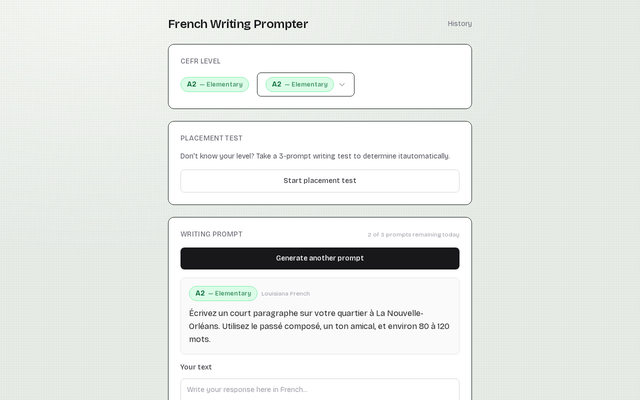 French Writing Prompter
History
CEFR LEVEL
A2 — Elementary
A2 — Elementary
PLACEMENT TEST
Don't know your level? Take a 3-prompt writing test to determine itautomatically.
Start placement test
WRITING PROMPT
2 of 3 prompts remaining today
Generate another prompt
A2 — Elementary
Louisiana French
Écrivez un court paragraphe sur votre quartier à La Nouvelle-
Orléans. Utilisez le passé composé, un ton amical, et environ 80 à 120
mots.
Your text
Write your response here in French...